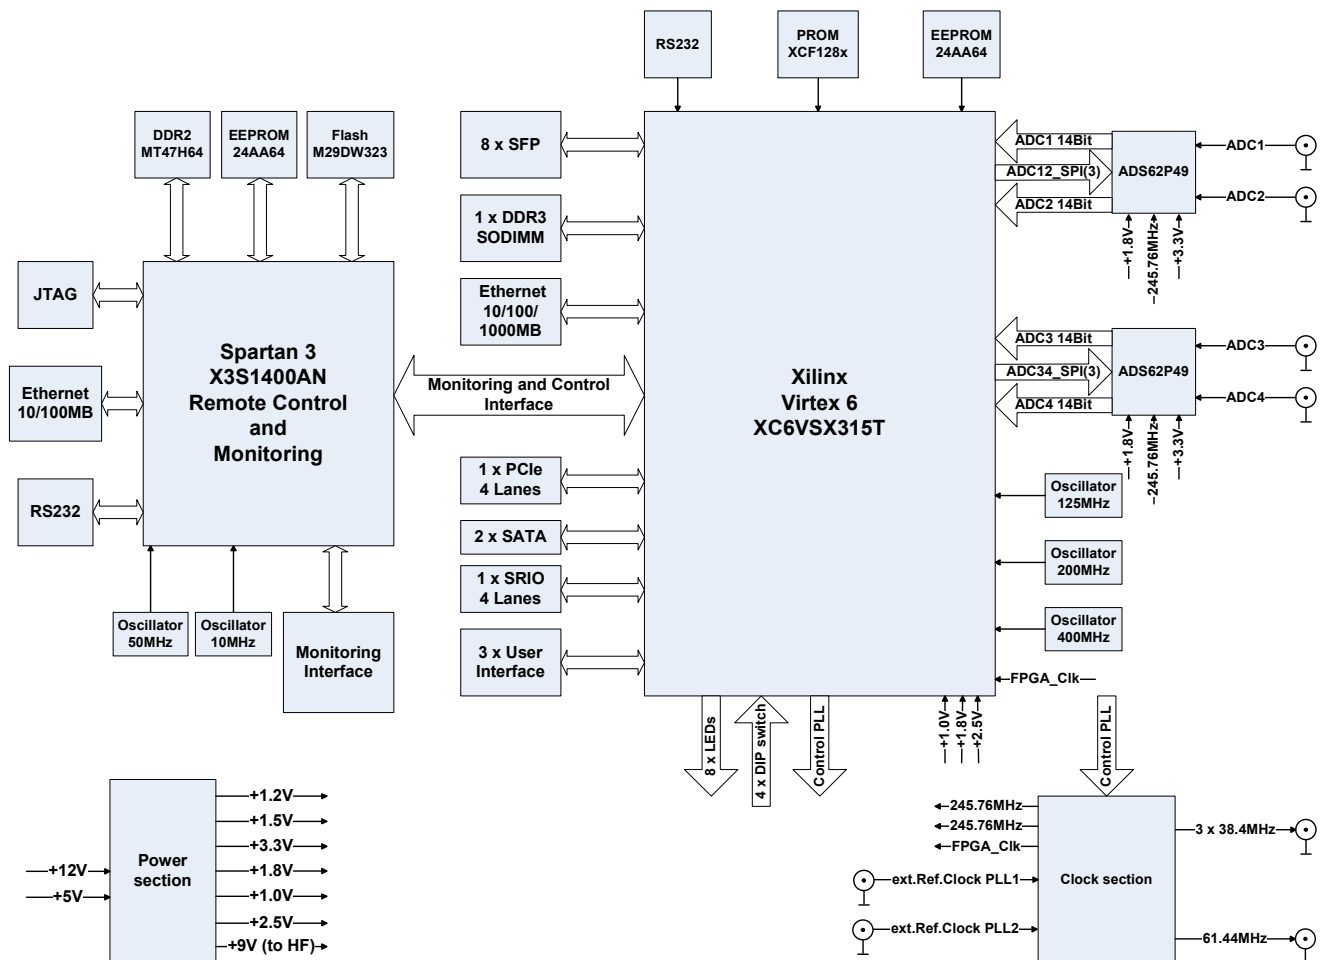 RS232
PROM
XCF128x
EEPROM
24AA64
DDR2
MT47H64
EEPROM
24AA64
Flash
M29DW323
8 x SFP
1 x DDR3
SODIMM
Ethernet
10/100/
1000MB
JTAG
Ethernet
10/100MB
RS232
Spartan 3
X3S1400AN
Remote Control
and
Monitoring
Monitoring and Control
Interface
Xilinx
Virtex 6
XC6VSX315T
ADC1 14Bit
ADC12_SPI(3)
ADC2 14Bit
ADS62P49
ADC1
ADC2
+1.8V
245.76MHz
+3.3V
ADC3 14Bit
ADC34_SPI(3)
ADC4 14Bit
ADS62P49
ADC3
ADC4
+1.8V
245.76MHz
+3.3V
1 x PCIe
4 Lanes
2 x SATA
1 x SRIO
4 Lanes
3 x User
Interface
Oscillator
125MHz
Oscillator
200MHz
Oscillator
400MHz
FPGA_Clk
Oscillator
50MHz
Oscillator
10MHz
Monitoring
Interface
8 x LEDs
4 x DIP switch
Control PLL
+1.0V
+1.8V
+2.5V
Control PLL
+12V
+5V
Power
section
+1.2V
+1.5V
+3.3V
+1.8V
+1.0V
+2.5V
+9V (to HF)
245.76MHz
245.76MHz
FPGA_Clk
ext.Ref.Clock PLL1
ext.Ref.Clock PLL2
Clock section
3 x 38.4MHz
61.44MHz